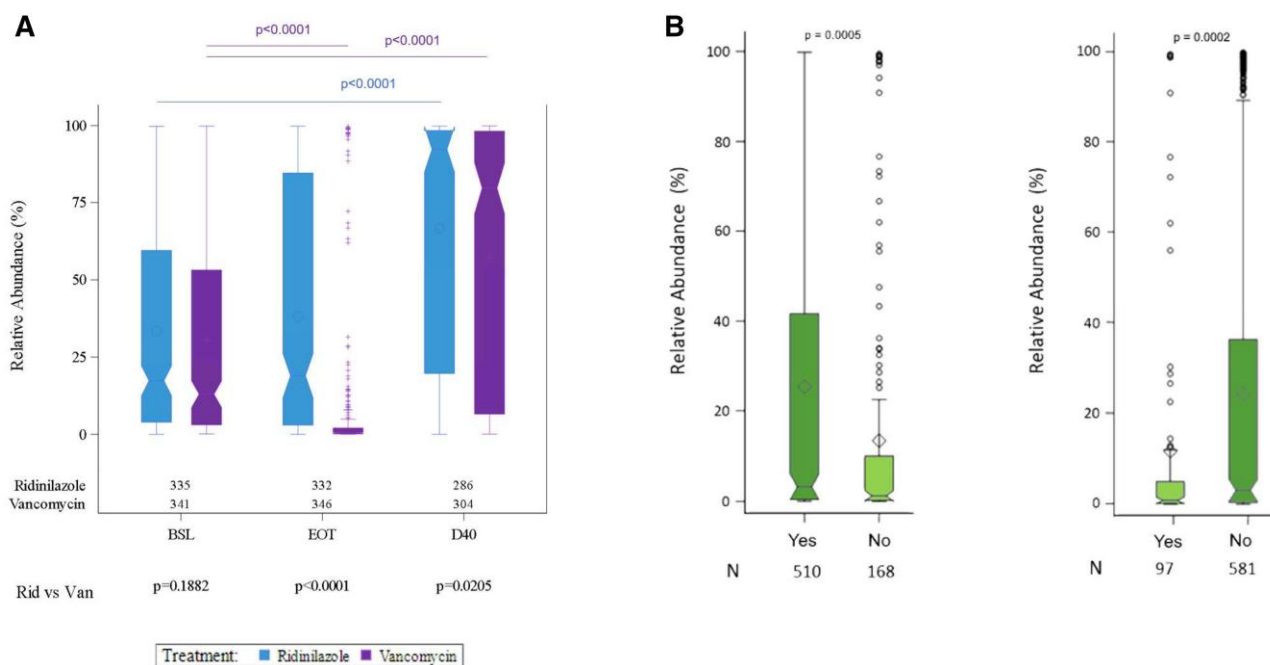 A
p<0.0001
p<0.0001
p<0.0001
Relative Abundance (%)
100
75
50
25
0
Ridinilazole 335 332 286
Vancomycin 341 346 304
BSL EOT D40
Rid vs Van p=0.1882 p<0.0001 p=0.0205
Treatment: Ridinilazole Vancomycin
B
p = 0.0005
Relative Abundance (%)
100
80
60
40
20
0
Yes No
N 510 168
p = 0.0002
Relative Abundance (%)
100
80
60
40
20
0
Yes No
N 97 581